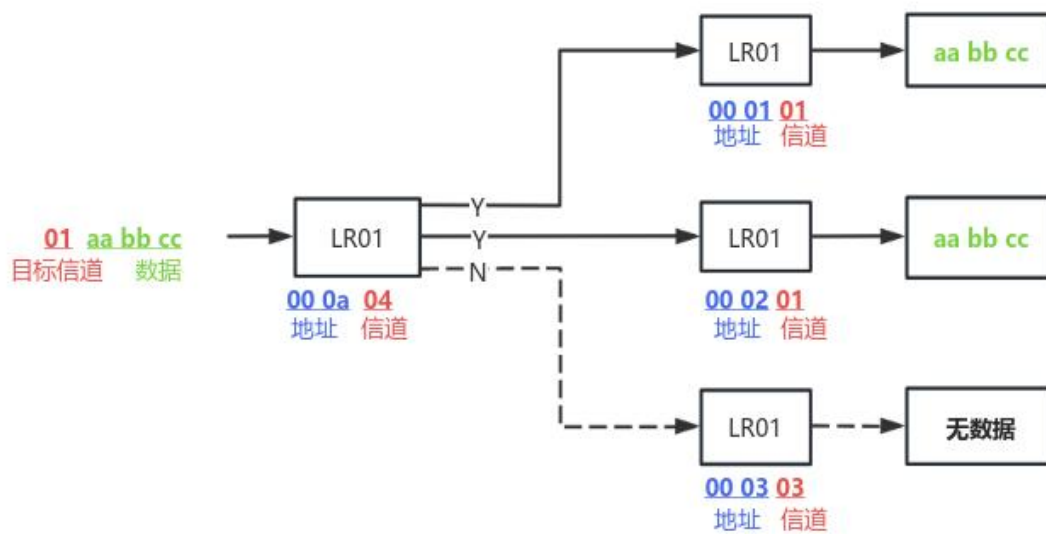 LR01
aa bb cc
00 01 01
地址 信道
Y
01 aa bb cc
目标信道 数据
LR01
Y
LR01
aa bb cc
N
00 0a 04
地址 信道
00 02 01
地址 信道
LR01
无数据
00 03 03
地址 信道